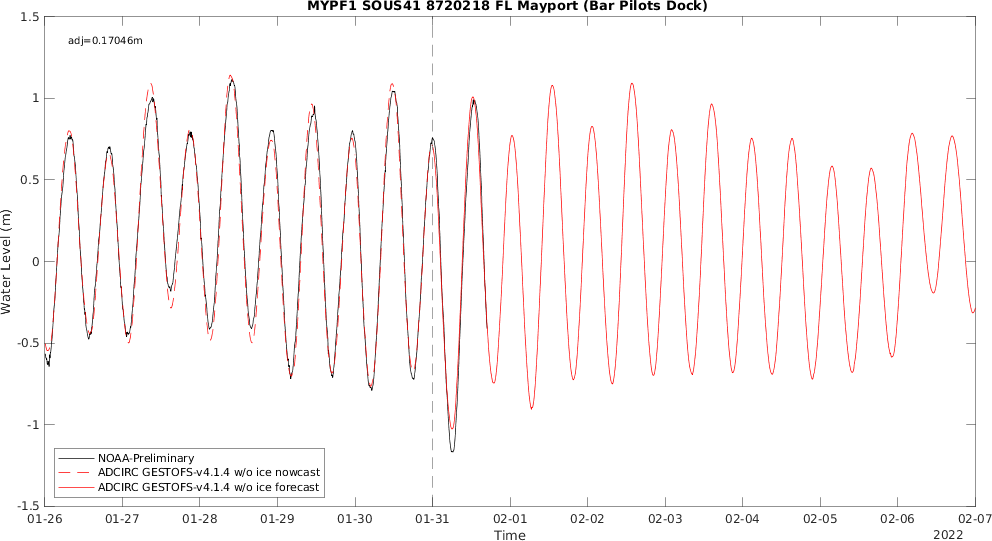 MYPF1 SOUS41 8720218 FL Mayport (Bar Pilots Dock)
adj=0.17046m
1.5
1
0.5
0
-0.5
-1
-1.5
Water Level (m)
NOAA-Preliminary
ADCIRC GESTOFS-v4.1.4 w/o ice nowcast
ADCIRC GESTOFS-v4.1.4 w/o ice forecast
01-26 01-27 01-28 01-29 01-30 01-31 02-01 02-02 02-03 02-04 02-05 02-06 02-07
Time
2022